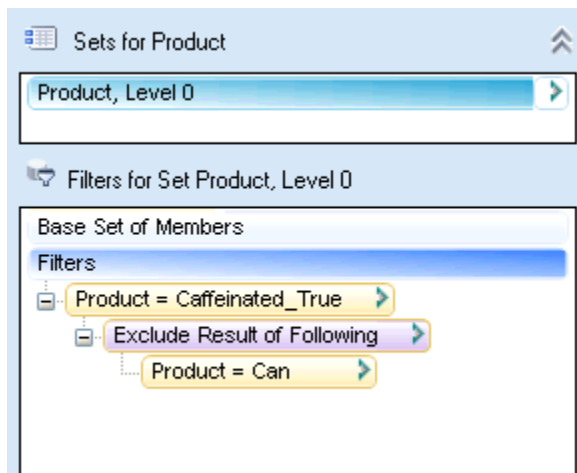 Sets for Product
Product, Level 0
Filters for Set Product, Level 0
Base Set of Members
Filters
Product = Caffeinated_True
Exclude Result of Following
Product = Can